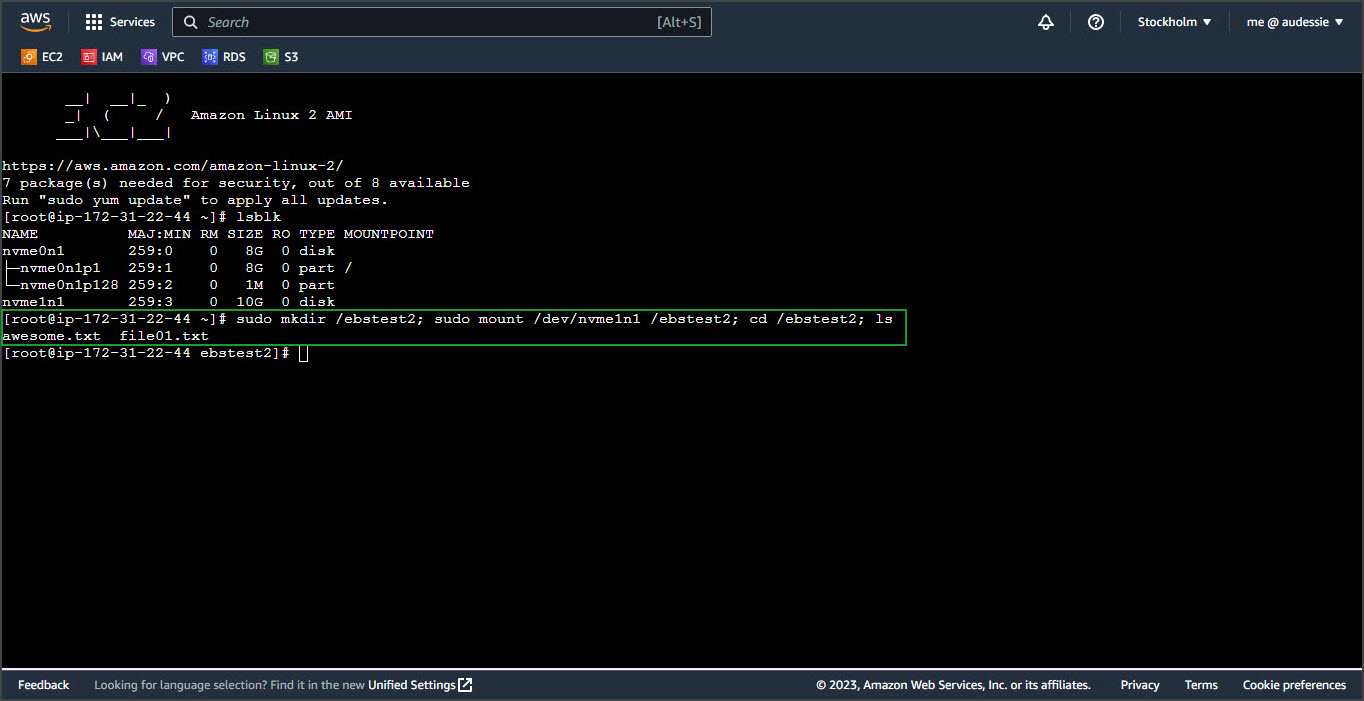 aws
Services
Search
[Alt+S]
Stockholm ▼
me @ audessie ▼
EC2
IAM
VPC
RDS
S3
__|  __|_  )
_|  (     /   Amazon Linux 2 AMI
___|\___|___|
https://aws.amazon.com/amazon-linux-2/
7 package(s) needed for security, out of 8 available
Run "sudo yum update" to apply all updates.
[root@ip-172-31-22-44 ~]# lsblk
NAME          MAJ:MIN RM SIZE RO TYPE MOUNTPOINT
nvme0n1       259:0    0   8G  0 disk
├─nvme0n1p1   259:1    0   8G  0 part /
└─nvme0n1p128 259:2    0   1M  0 part
nvme1n1       259:3    0  10G  0 disk
[root@ip-172-31-22-44 ~]# sudo mkdir /ebstest2; sudo mount /dev/nvme1n1 /ebstest2; cd /ebstest2; ls
awesome.txt  file01.txt
[root@ip-172-31-22-44 ebstest2]#
Feedback
Looking for language selection? Find it in the new Unified Settings
© 2023, Amazon Web Services, Inc. or its affiliates.
Privacy
Terms
Cookie preferences